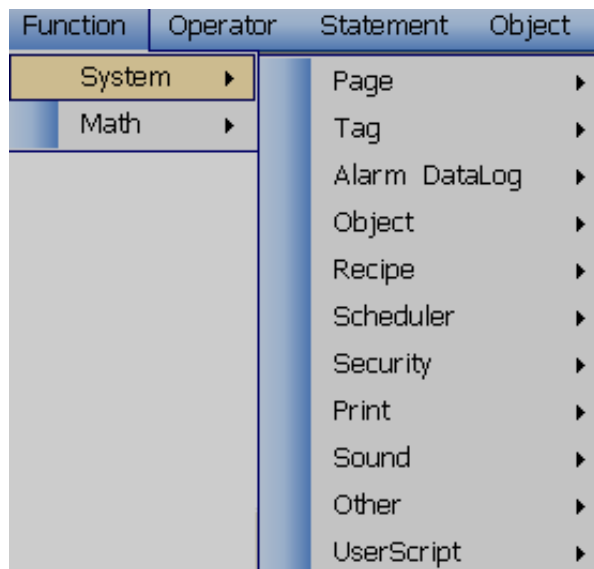 Function Operator Statement Object
System
Math
Page
Tag
Alarm DataLog
Object
Recipe
Scheduler
Security
Print
Sound
Other
UserScript